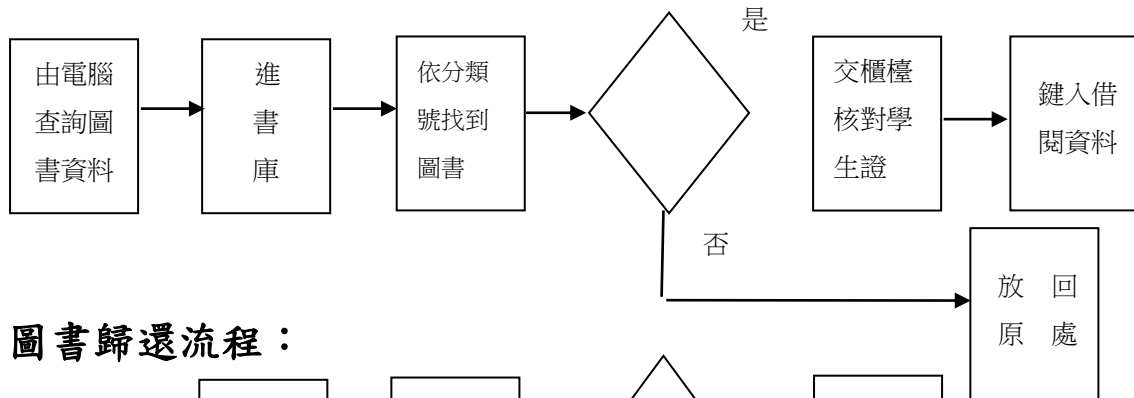 由電腦
查詢圖
書資料
進
書
庫
依分類
號找到
圖書
是
交櫃檯
核對學
生證
鍵入借
閱資料
否
放 回
原 處
圖書歸還流程：